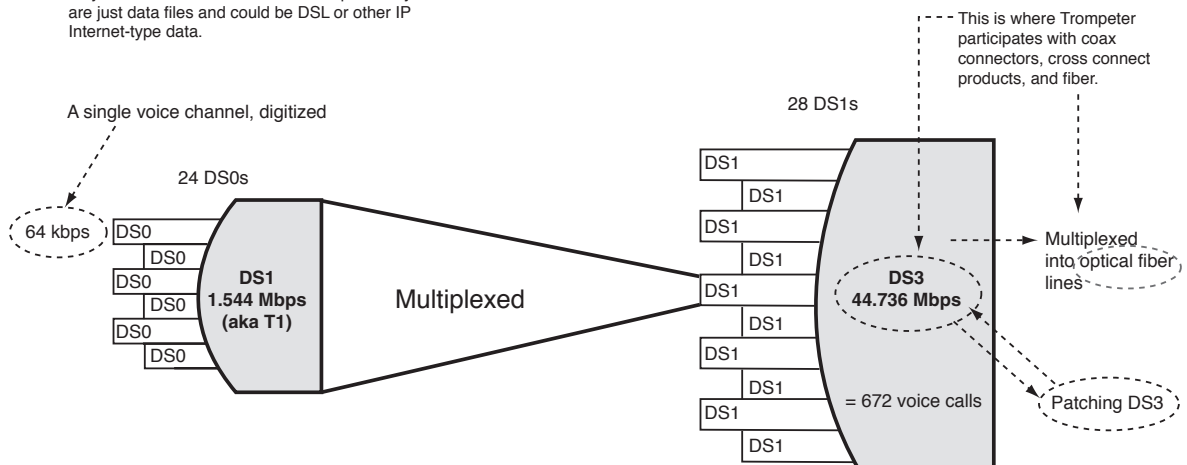 are just data files and could be DSL or other IP
Internet-type data.
This is where Trompeter
participates with coax
connectors, cross connect
products, and fiber.
A single voice channel, digitized
28 DS1s
24 DS0s
64 kbps
DS0
DS0
DS0
DS0
DS0
DS0
DS1
1.544 Mbps
(aka T1)
Multiplexed
DS1
DS1
DS1
DS1
DS1
DS1
DS1
DS1
DS1
DS1
DS3
44.736 Mbps
= 672 voice calls
Multiplexed
into optical fiber
lines
Patching DS3